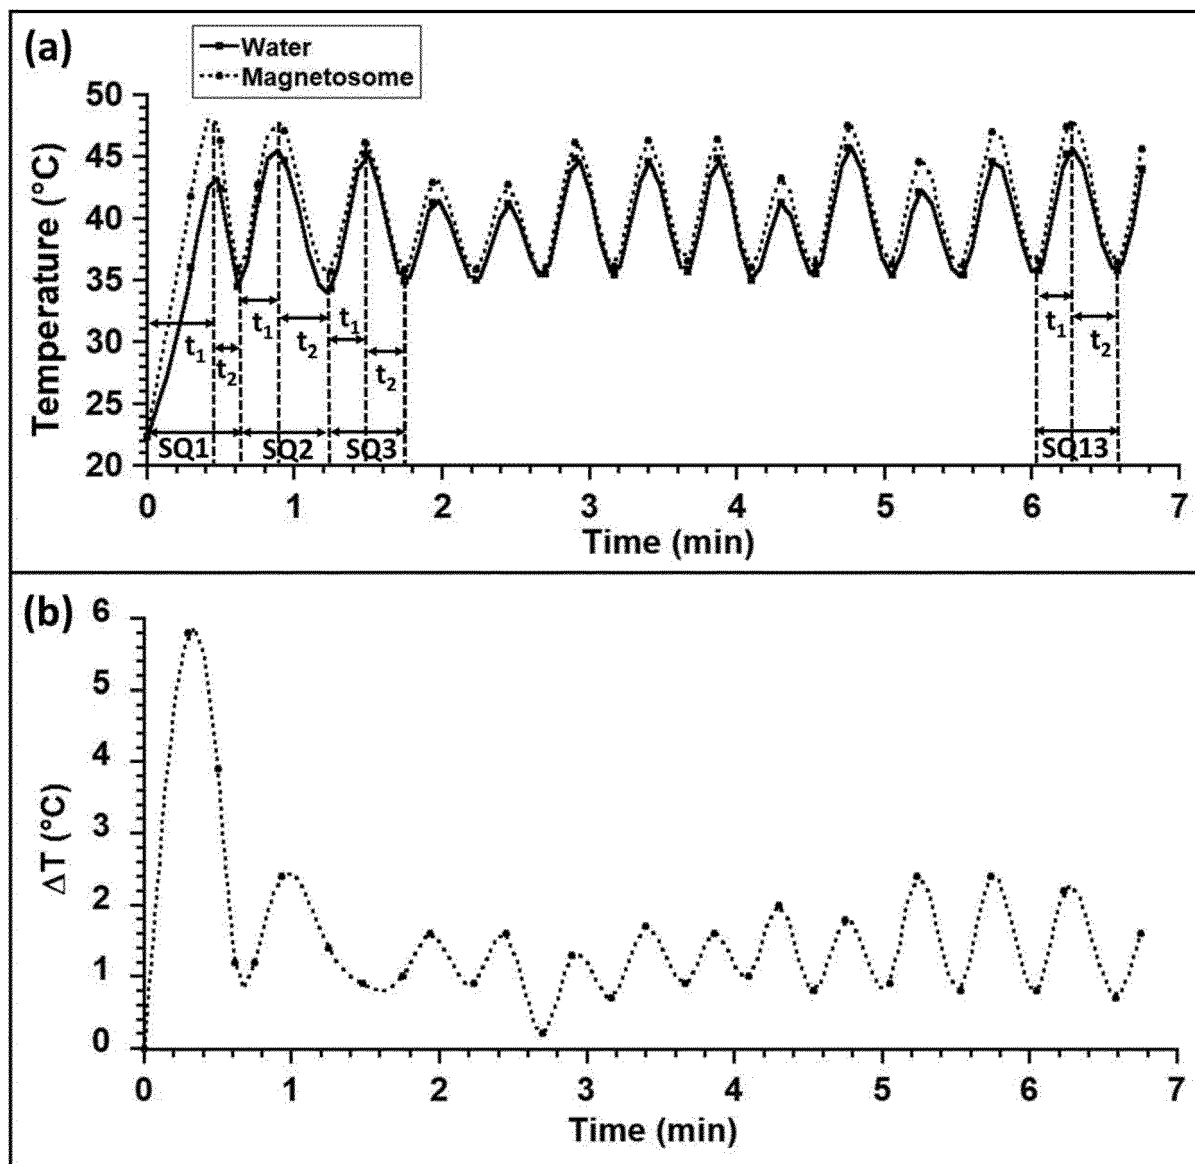 (a)
Water
Magnetosome
50
45
40
35
30
25
20
Temperature (°C)
t1
t2
t1
t2
t1
t2
t1
t2
SQ1
SQ2
SQ3
SQ13
0 1 2 3 4 5 6 7
Time (min)
(b)
6
5
4
3
2
1
0
ΔT (°C)
0 1 2 3 4 5 6 7
Time (min)